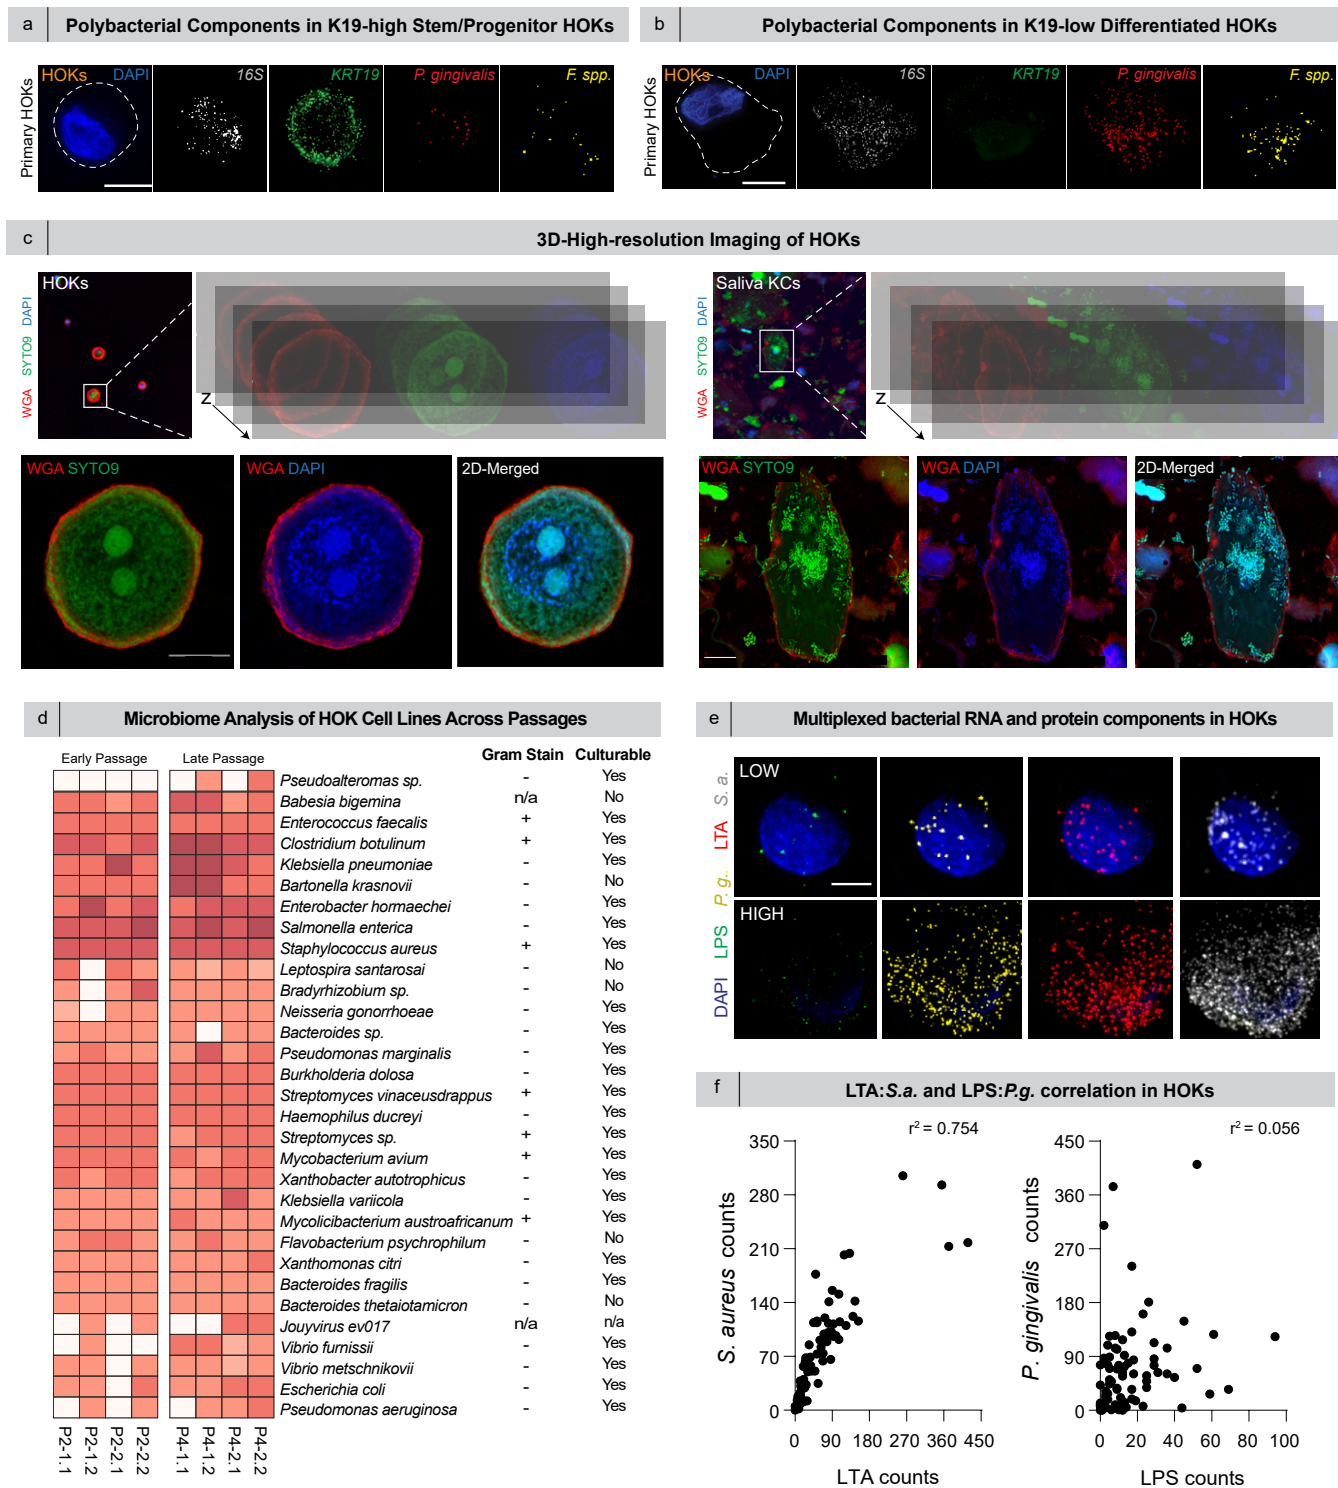 a Polybacterial Components in K19-high Stem/Progenitor HOKs
Primary HOKs
HOKs DAPI 16S KRT19 P. gingivalis F. spp.
b Polybacterial Components in K19-low Differentiated HOKs
Primary HOKs
HOKs DAPI 16S KRT19 P. gingivalis F. spp.
c 3D-High-resolution Imaging of HOKs
WGA SYTO9 DAPI
HOKs
Z
WGA SYTO9 WGA DAPI 2D-Merged
WGA SYTO9 DAPI
Saliva KCs
Z
WGA SYTO9 WGA DAPI 2D-Merged
d Microbiome Analysis of HOK Cell Lines Across Passages
Early Passage Late Passage Gram Stain Culturable
Pseudoalteromas sp. - Yes
Babesia bigemina n/a No
Enterococcus faecalis + Yes
Clostridium botulinum + Yes
Klebsiella pneumoniae - Yes
Bartonella krasnovii - No
Enterobacter hormaechei - Yes
Salmonella enterica - Yes
Staphylococcus aureus + Yes
Leptospira santarosai - No
Bradyrhizobium sp. - No
Neisseria gonorrhoeae - Yes
Bacteroides sp. - Yes
Pseudomonas marginalis - Yes
Burkholderia dolosa - Yes
Streptomyces vinaceusdrappus + Yes
Haemophilus ducreyi - Yes
Streptomyces sp. + Yes
Mycobacterium avium + Yes
Xanthobacter autotrophicus - Yes
Klebsiella variicola - Yes
Mycolicibacterium austroafricanum + Yes
Flavobacterium psychrophilum - No
Xanthomonas citri - Yes
Bacteroides fragilis - Yes
Bacteroides thetaiotamicron - No
Jouyvirus ev017 n/a n/a
Vibrio furnissii - Yes
Vibrio metschnikovii - Yes
Escherichia coli - Yes
Pseudomonas aeruginosa - Yes
P2-1.1 P2-1.2 P2-2.1 P2-2.2 P4-1.1 P4-1.2 P4-2.1 P4-2.2
e Multiplexed bacterial RNA and protein components in HOKs
DAPI LPS P.g. LTA S. a.
LOW
HIGH
f LTA:S.a. and LPS:P.g. correlation in HOKs
r2 = 0.754
S. aureus counts
350
280
210
140
70
0
0 90 180 270 360 450
LTA counts
r2 = 0.056
P. gingivalis counts
450
360
270
180
90
0
0 20 40 60 80 100
LPS counts